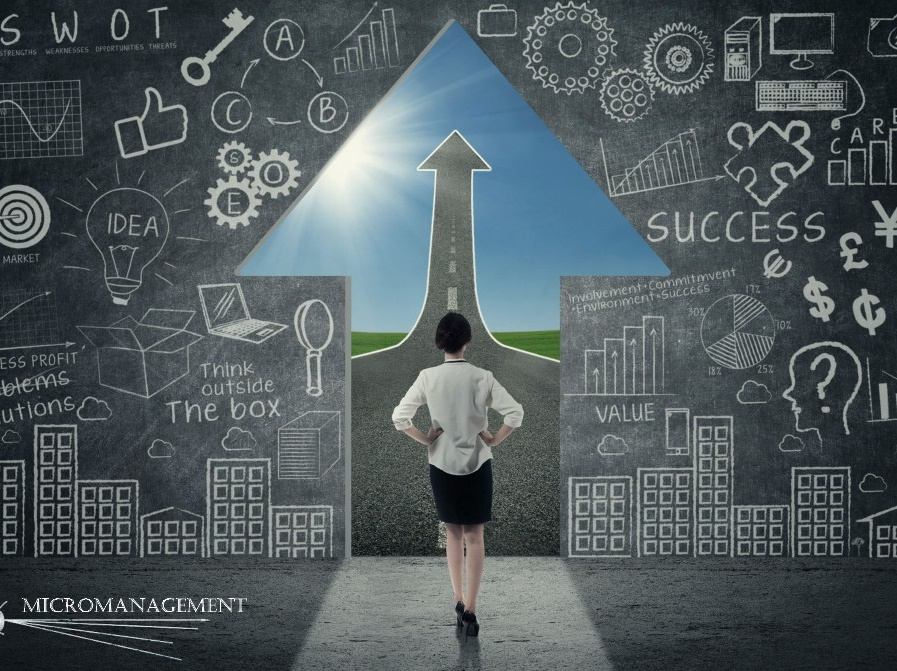 SWOT
STRENGTHS WEAKNESSES OPPORTUNITIES THREATS
A
C
B
S
O
E
IDEA
MARKET
CARE
SUCCESS
¥
£
€
$
¢
Involvement+Commitmvent
+Environment+Success
17%
30%
10%
18%
25%
?
ESS PROFIT
blems
utions
Think
outside
The box
VALUE
MICROMANAGEMENT